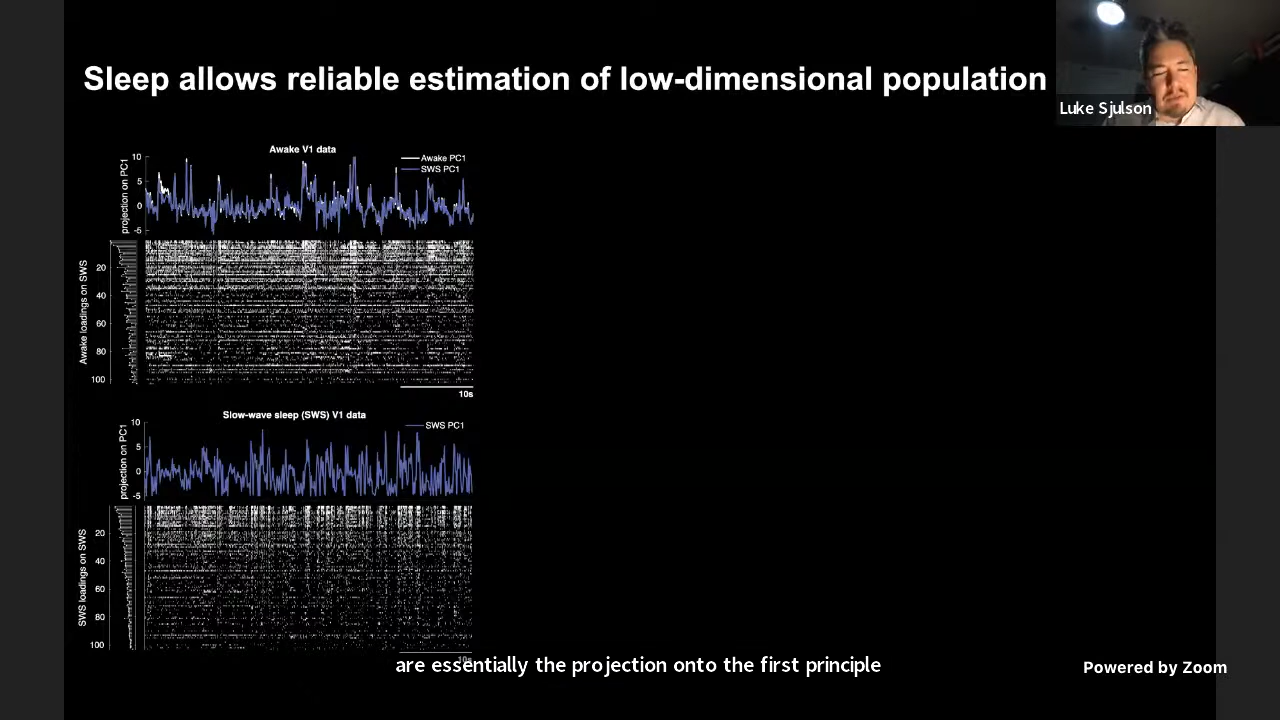 Sleep allows reliable estimation of low-dimensional population
Luke Sjulson
Awake V1 data
Awake PC1
SWS PC1
projection on PC1
10
5
0
-5
Awake loadings on SWS
20
40
60
80
100
10s
Slow-wave sleep (SWS) V1 data
SWS PC1
projection on PC1
10
5
0
-5
SWS loadings on SWS
20
40
60
80
100
10s
are essentially the projection onto the first principle
Powered by Zoom